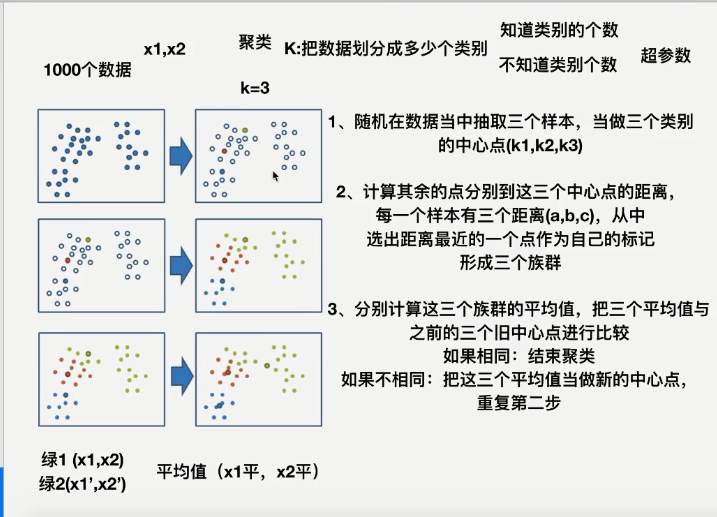 知道类别的个数
x1,x2
聚类
K:把数据划分成多少个类别
不知道类别个数
超参数
1000个数据
k=3
1、随机在数据当中抽取三个样本，当做三个类别
的中心点(k1,k2,k3)
2、计算其余的点分别到这三个中心点的距离，
每一个样本有三个距离(a,b,c)，从中
选出距离最近的一个点作为自己的标记
形成三个族群
3、分别计算这三个族群的平均值，把三个平均值与
之前的三个旧中心点进行比较
如果相同：结束聚类
如果不相同：把这三个平均值当做新的中心点，
重复第二步
绿1 (x1,x2)
绿2(x1’,x2’)
平均值（x1平，x2平）